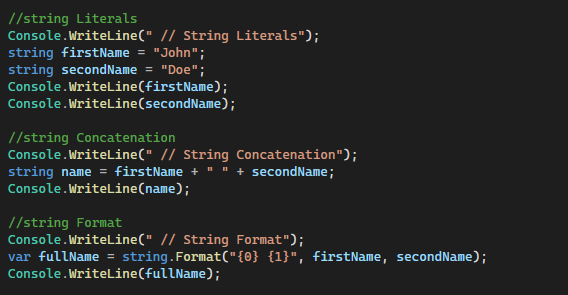 //string Literals
Console.WriteLine(" // String Literals");
string firstName = "John";
string secondName = "Doe";
Console.WriteLine(firstName);
Console.WriteLine(secondName);
//string Concatenation
Console.WriteLine(" // String Concatenation");
string name = firstName + " " + secondName;
Console.WriteLine(name);
//string Format
Console.WriteLine(" // String Format");
var fullName = string.Format("{0} {1}", firstName, secondName);
Console.WriteLine(fullName);